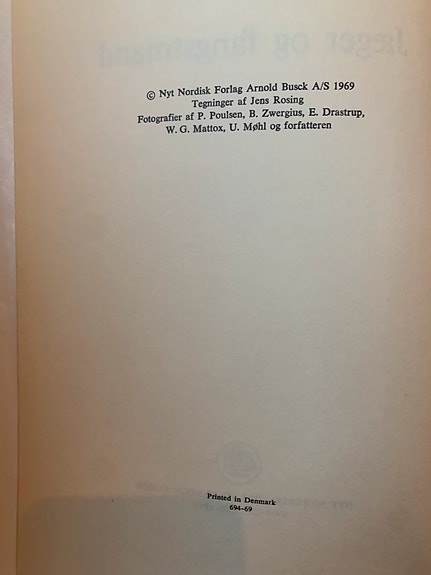 © Nyt Nordisk Forlag Arnold Busck A/S 1969
Tegninger af Jens Rosing
Fotografier af P. Poulsen, B. Zwergius, E. Drastrup,
W. G. Mattox, U. Møhl og forfatteren
Printed in Denmark
694-69